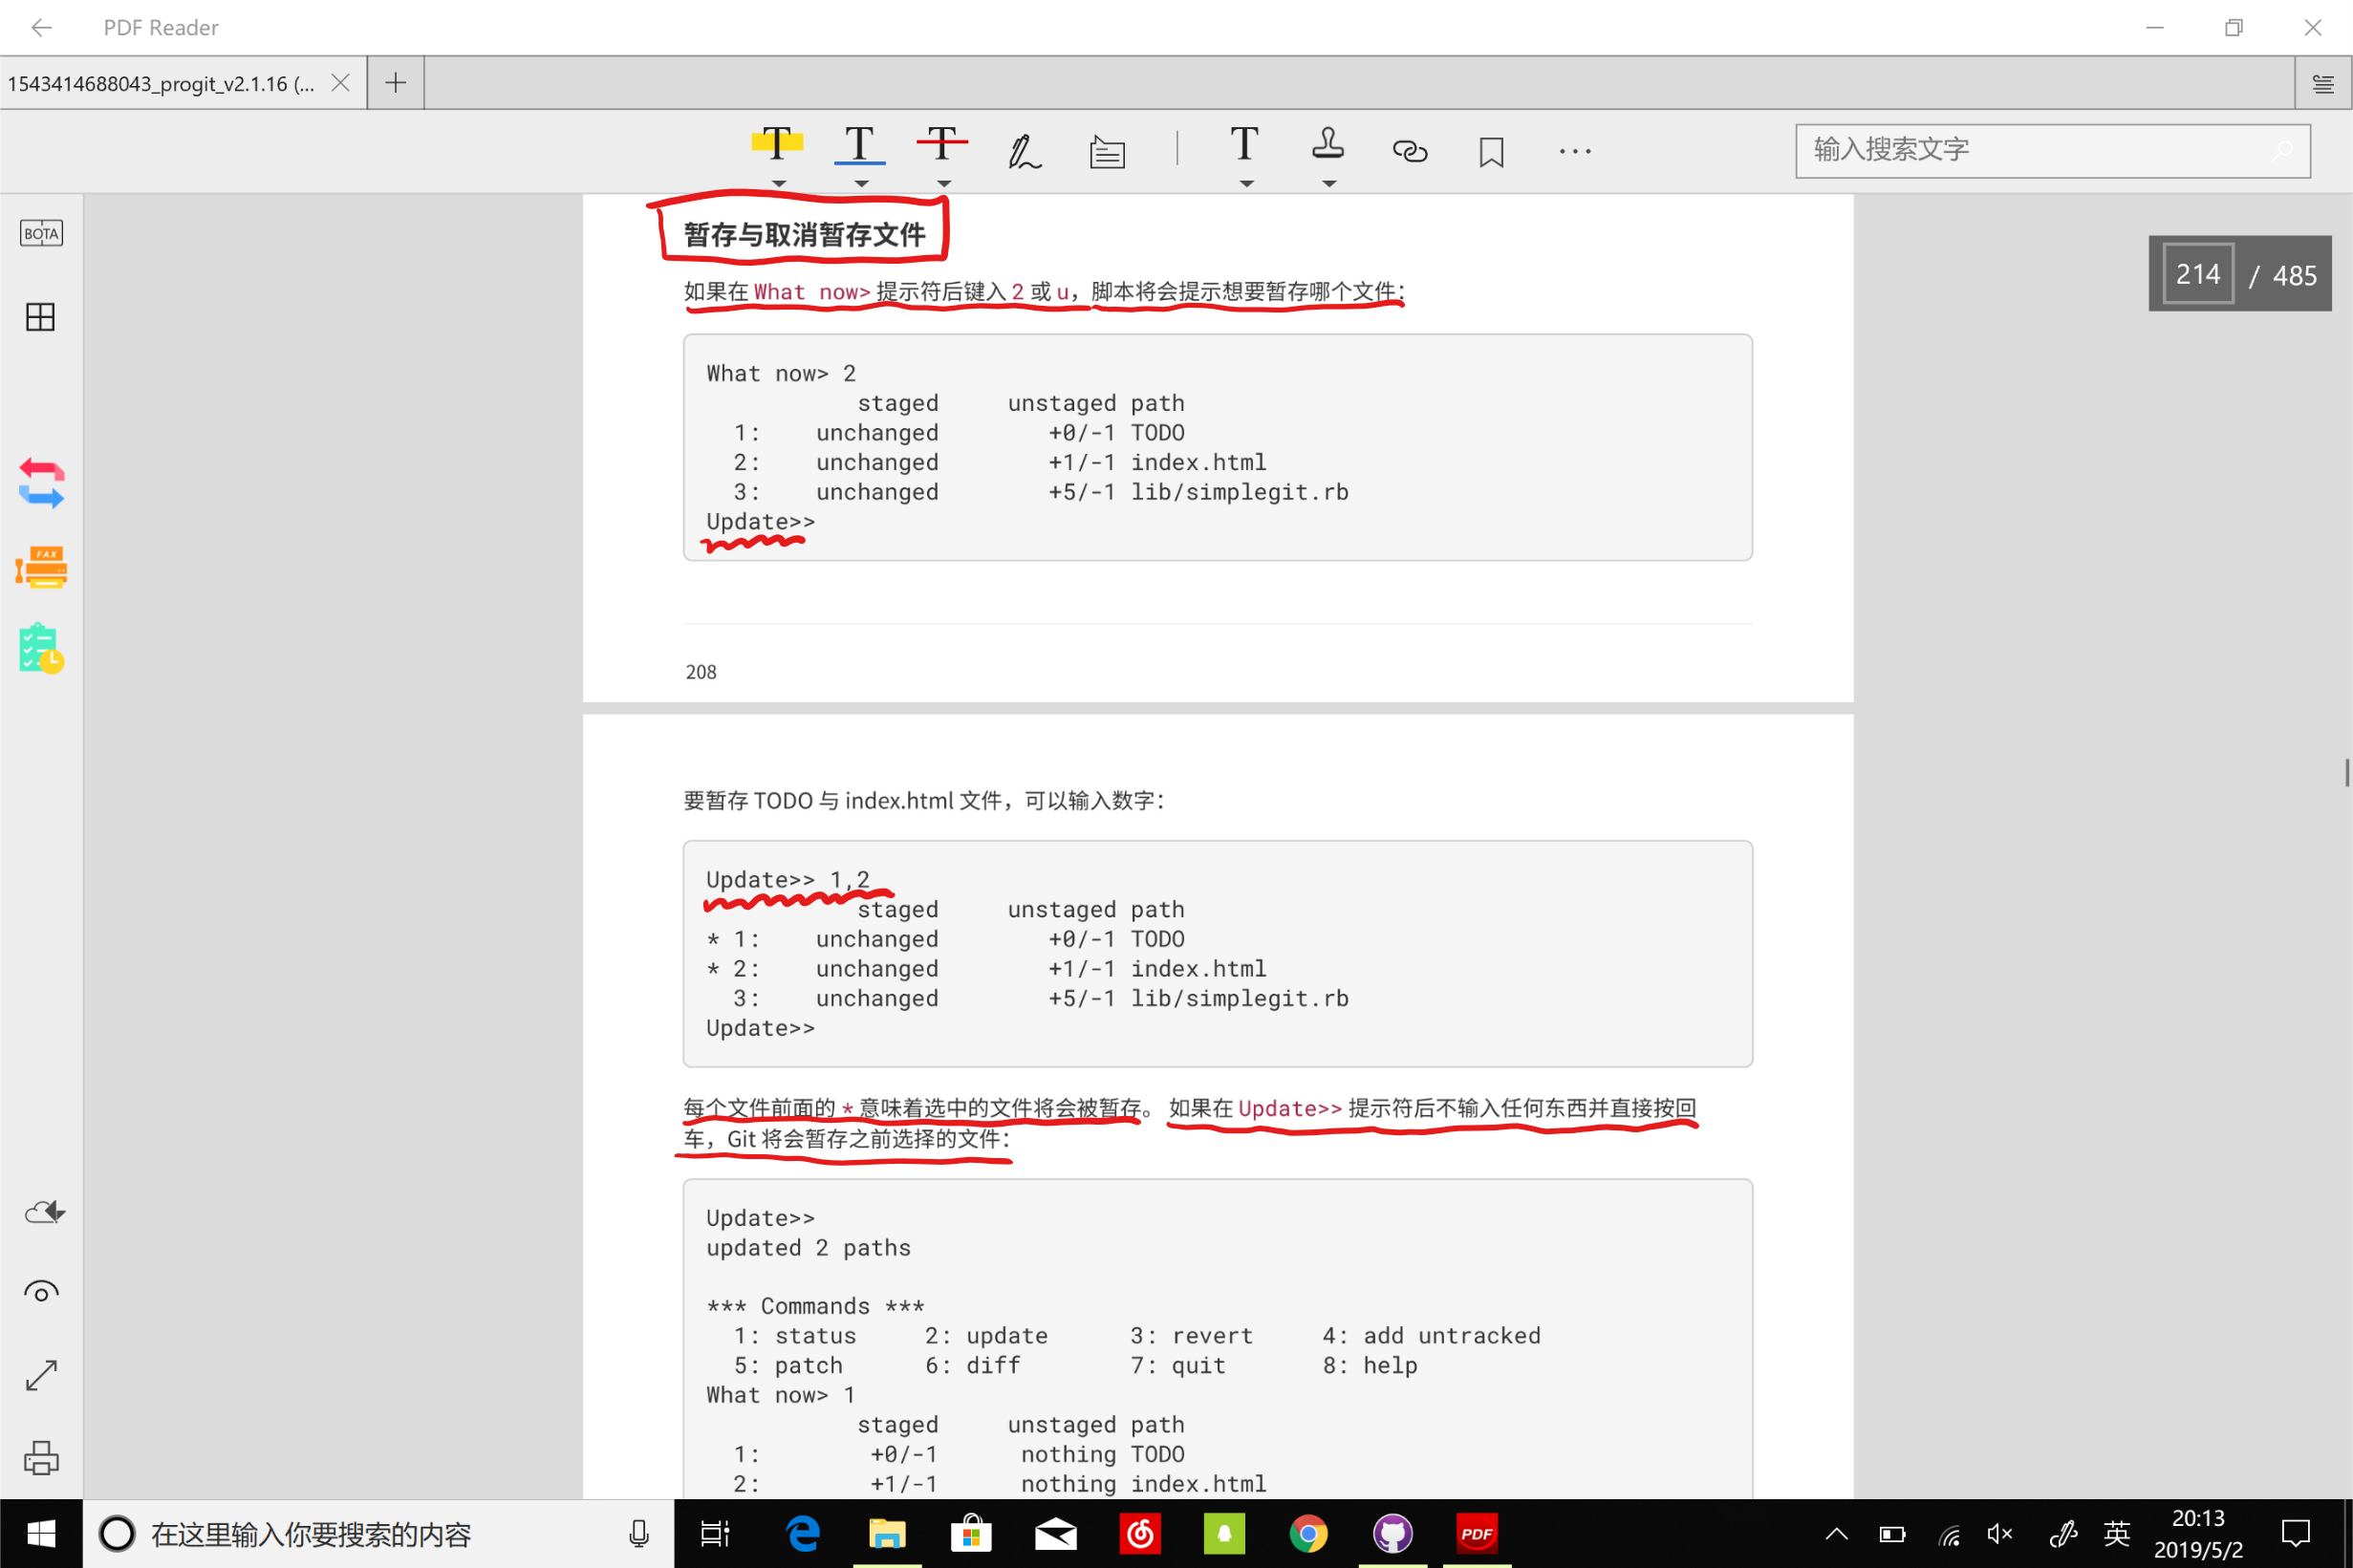 PDF Reader
1543414688043_progit_v2.1.16 (...
输入搜索文字
BOTA
214 / 485
暂存与取消暂存文件
如果在 What now> 提示符后键入 2 或 u，脚本将会提示想要暂存哪个文件：
What now> 2
           staged     unstaged path
  1:    unchanged        +0/-1 TODO
  2:    unchanged        +1/-1 index.html
  3:    unchanged        +5/-1 lib/simplegit.rb
Update>>
FAX
208
要暂存 TODO 与 index.html 文件，可以输入数字：
Update>> 1,2
           staged     unstaged path
* 1:    unchanged        +0/-1 TODO
* 2:    unchanged        +1/-1 index.html
  3:    unchanged        +5/-1 lib/simplegit.rb
Update>>
每个文件前面的 * 意味着选中的文件将会被暂存。 如果在 Update>> 提示符后不输入任何东西并直接按回
车，Git 将会暂存之前选择的文件：
Update>>
updated 2 paths
*** Commands ***
  1: status     2: update      3: revert     4: add untracked
  5: patch      6: diff        7: quit       8: help
What now> 1
           staged     unstaged path
  1:        +0/-1      nothing TODO
  2:        +1/-1      nothing index.html
在这里输入你要搜索的内容
PDF
英
20:13
2019/5/2